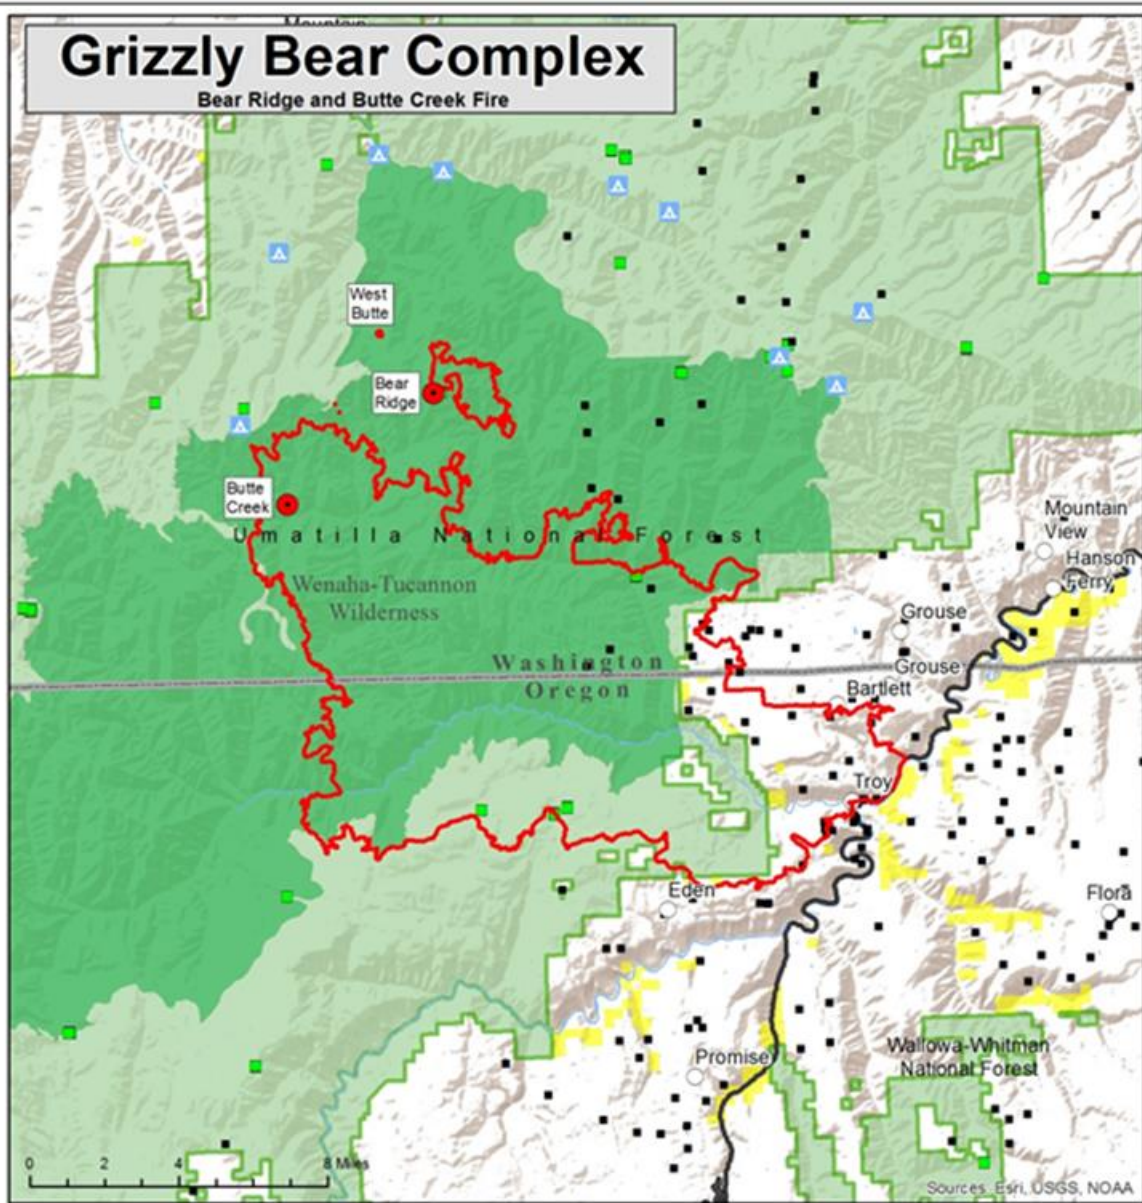 Mountain
Grizzly Bear Complex
Bear Ridge and Butte Creek Fire
West
Butte
Bear
Ridge
Butte
Creek
Umatilla National Forest
Wenaha-Tucannon
Wilderness
Mountain
View
Hanson
Ferry
Grouse
Washington
Grouse
Oregon
Bartlett
Troy
Eden
Flora
Wallowa-Whitman
National Forest
Promise
0 2 4 8 Miles
Sources: Esri, USGS, NOAA